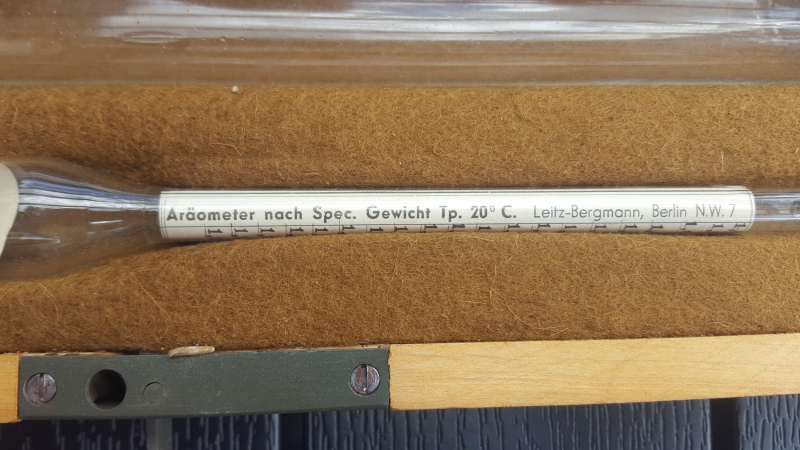 Aräometer nach Spec. Gewicht Tp. 20° C. Leitz-Bergmann, Berlin N.W. 7